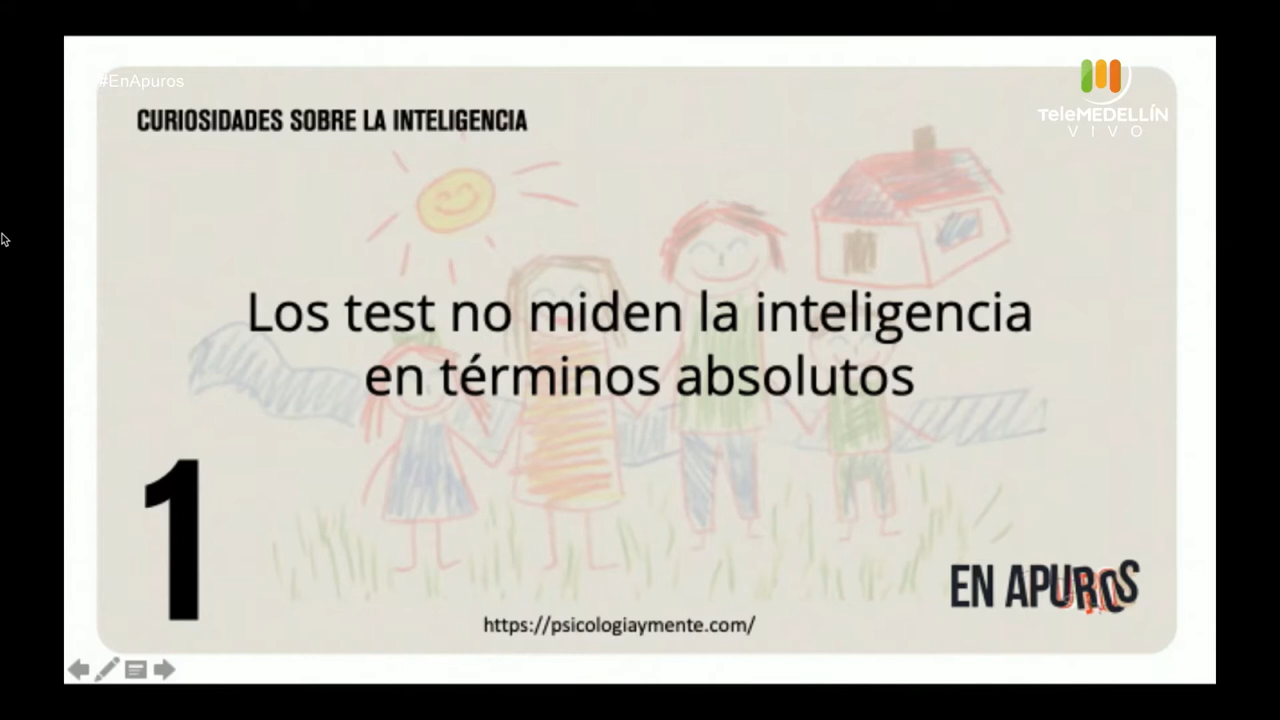 #EnApuros
TeleMEDELLÍN
VIVO
CURIOSIDADES SOBRE LA INTELIGENCIA
Los test no miden la inteligencia
en términos absolutos
1
EN APUROS
https://psicologiaymente.com/